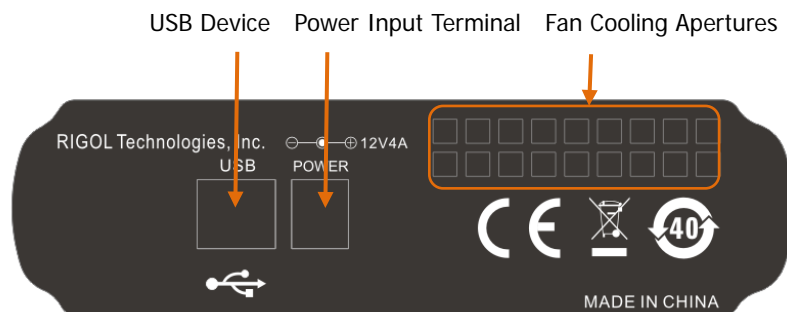 USB Device Power Input Terminal Fan Cooling Apertures
RIGOL Technologies, Inc. 12V4A
USB POWER
CE 40
MADE IN CHINA